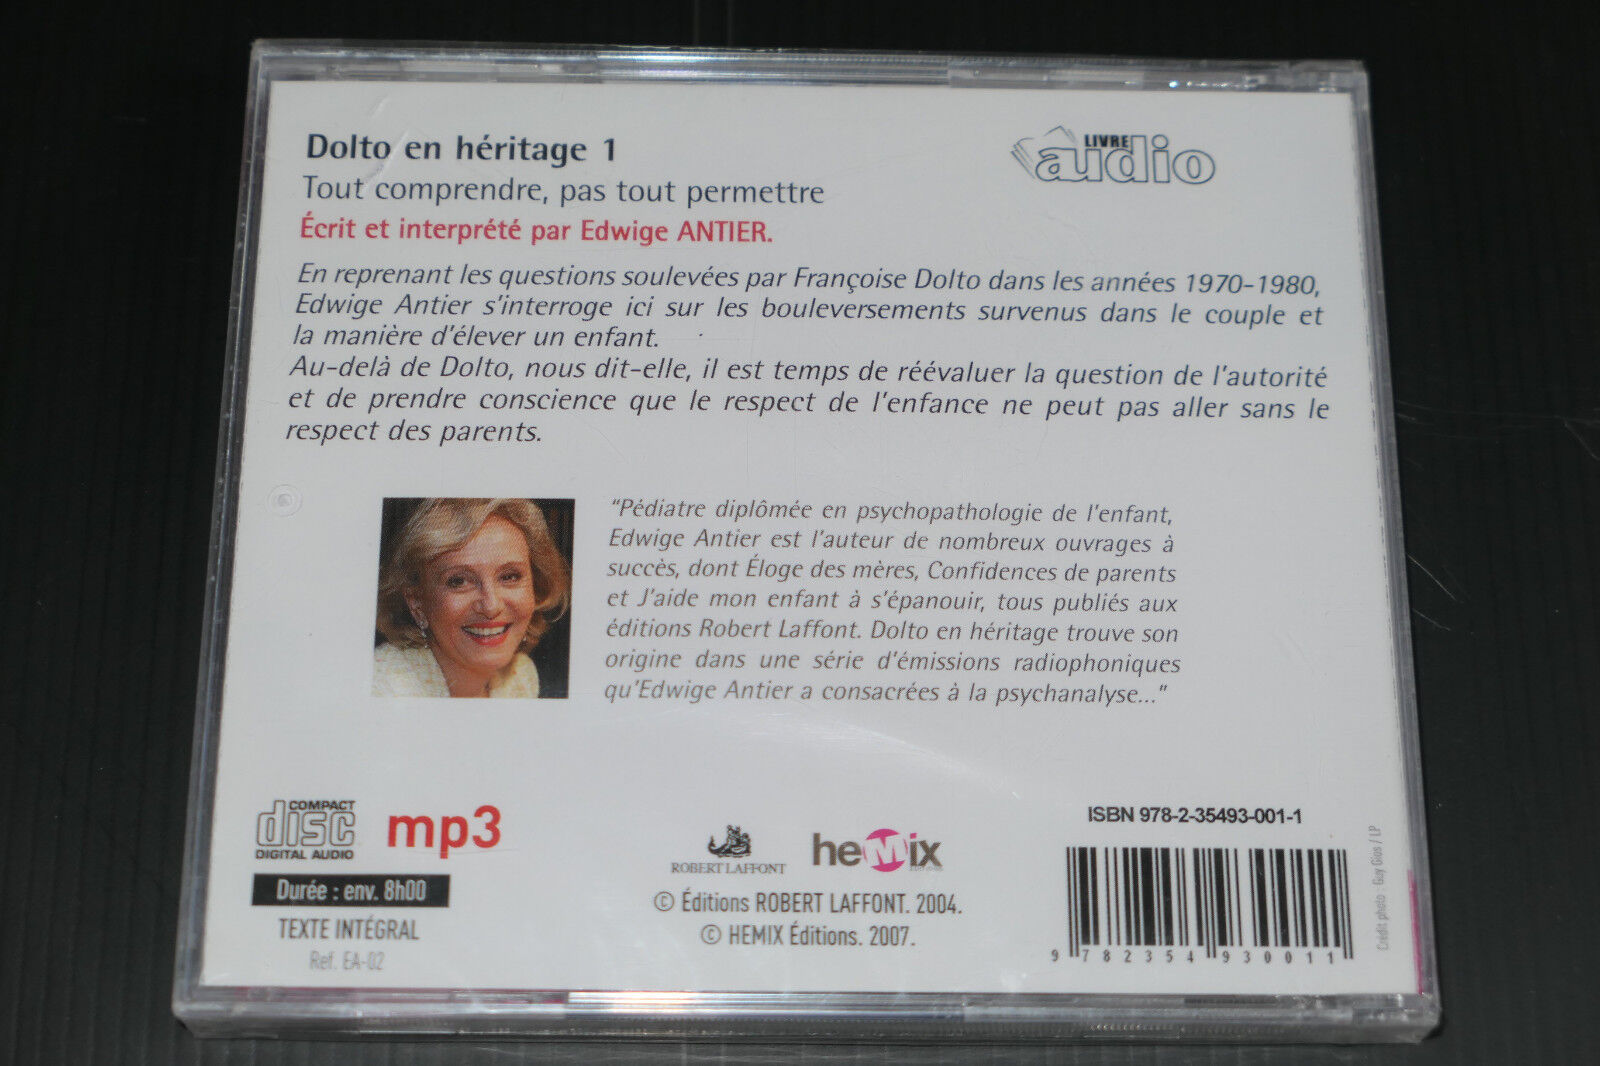 Dolto en héritage 1
LIVRE
audio
Tout comprendre, pas tout permettre
Écrit et interprété par Edwige ANTIER.
En reprenant les questions soulevées par Françoise Dolto dans les années 1970-1980,
Edwige Antier s'interroge ici sur les bouleversements survenus dans le couple et
la manière d'élever un enfant.
Au-delà de Dolto, nous dit-elle, il est temps de réévaluer la question de l'autorité
et de prendre conscience que le respect de l'enfance ne peut pas aller sans le
respect des parents.
"Pédiatre diplômée en psychopathologie de l'enfant,
Edwige Antier est l'auteur de nombreux ouvrages à
succès, dont Éloge des mères, Confidences de parents
et J'aide mon enfant à s'épanouir, tous publiés aux
éditions Robert Laffont. Dolto en héritage trouve son
origine dans une série d'émissions radiophoniques
qu'Edwige Antier a consacrées à la psychanalyse..."
COMPACT
disc
DIGITAL AUDIO
mp3
Durée : env. 8h00
TEXTE INTÉGRAL
Ref. EA-02
ROBERT LAFFONT
heMix
© Éditions ROBERT LAFFONT. 2004.
© HEMIX Éditions. 2007.
ISBN 978-2-35493-001-1
9 782354 930011
Crédit photo : Guy Gios / LP